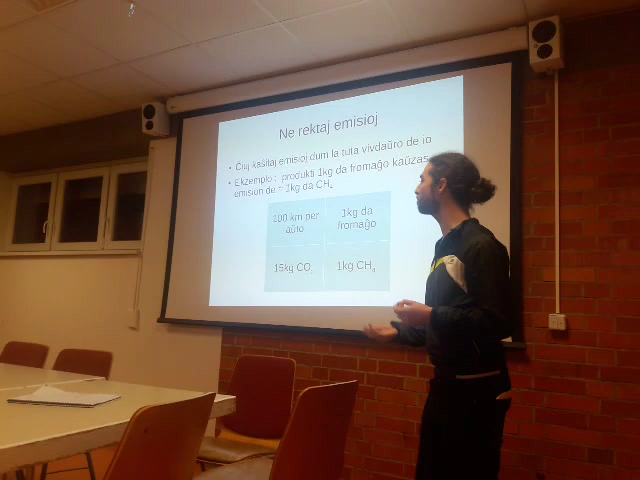 Ne rektaj emisioj
• Ĉiuj kaŝitaj emisioj dum la tuta vivdaŭro de io
• Ekzemplo : produkti 1kg da fromaĝo kaŭzas
emision de ~ 1kg da CH₄
100 km per
aŭto
1kg da
fromaĝo
15kg CO₂
1kg CH₄